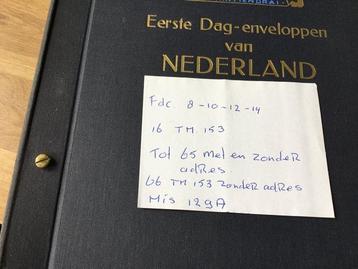 Eerste Dag-enveloppen
van
NEDERLAND
Fdc 8-10-12-14
16 TM 153
Tot 65 met en zonder
adres
66 TM 153 zonder adres
Mis 129A